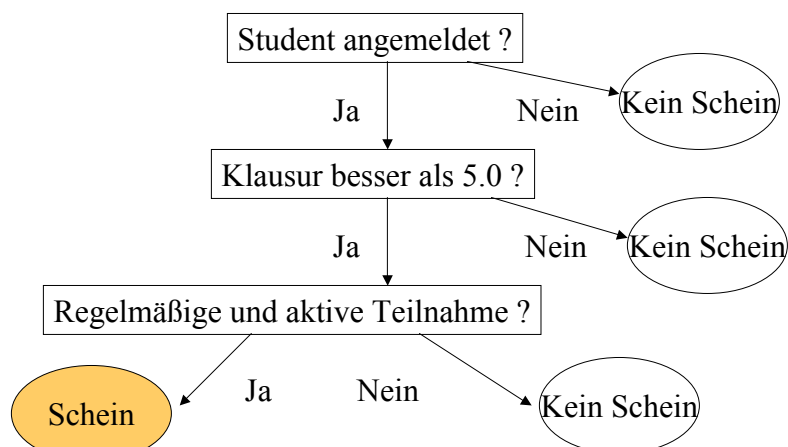 Student angemeldet ?
Ja
Nein
Kein Schein
Klausur besser als 5.0 ?
Ja
Nein
Kein Schein
Regelmäßige und aktive Teilnahme ?
Ja
Nein
Schein
Kein Schein